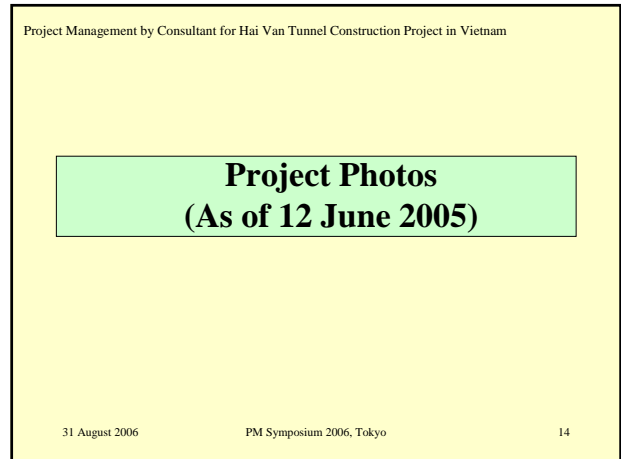 Project Management by Consultant for Hai Van Tunnel Construction Project in Vietnam
Project Photos
(As of 12 June 2005)
31 August 2006 PM Symposium 2006, Tokyo 14